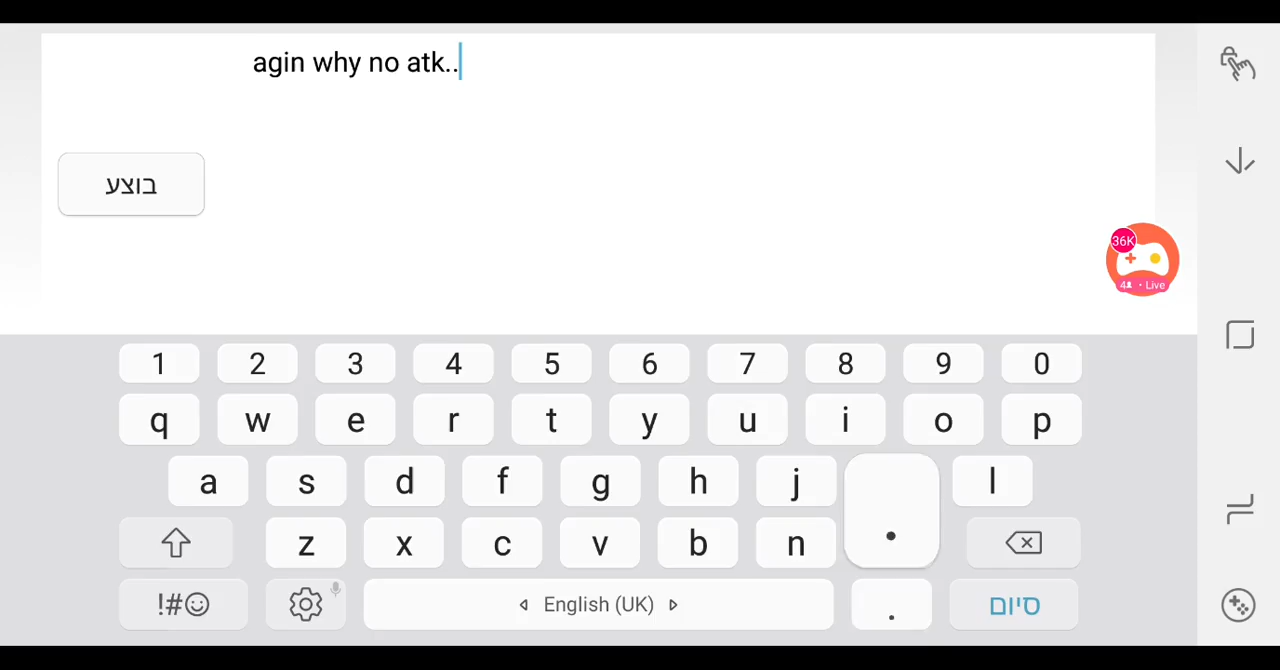 agin why no atk..
בוצע
36K
4 • Live
1 2 3 4 5 6 7 8 9 0
q w e r t y u i o p
a s d f g h j . l
z x c v b n
!#☺ English (UK) . סיום